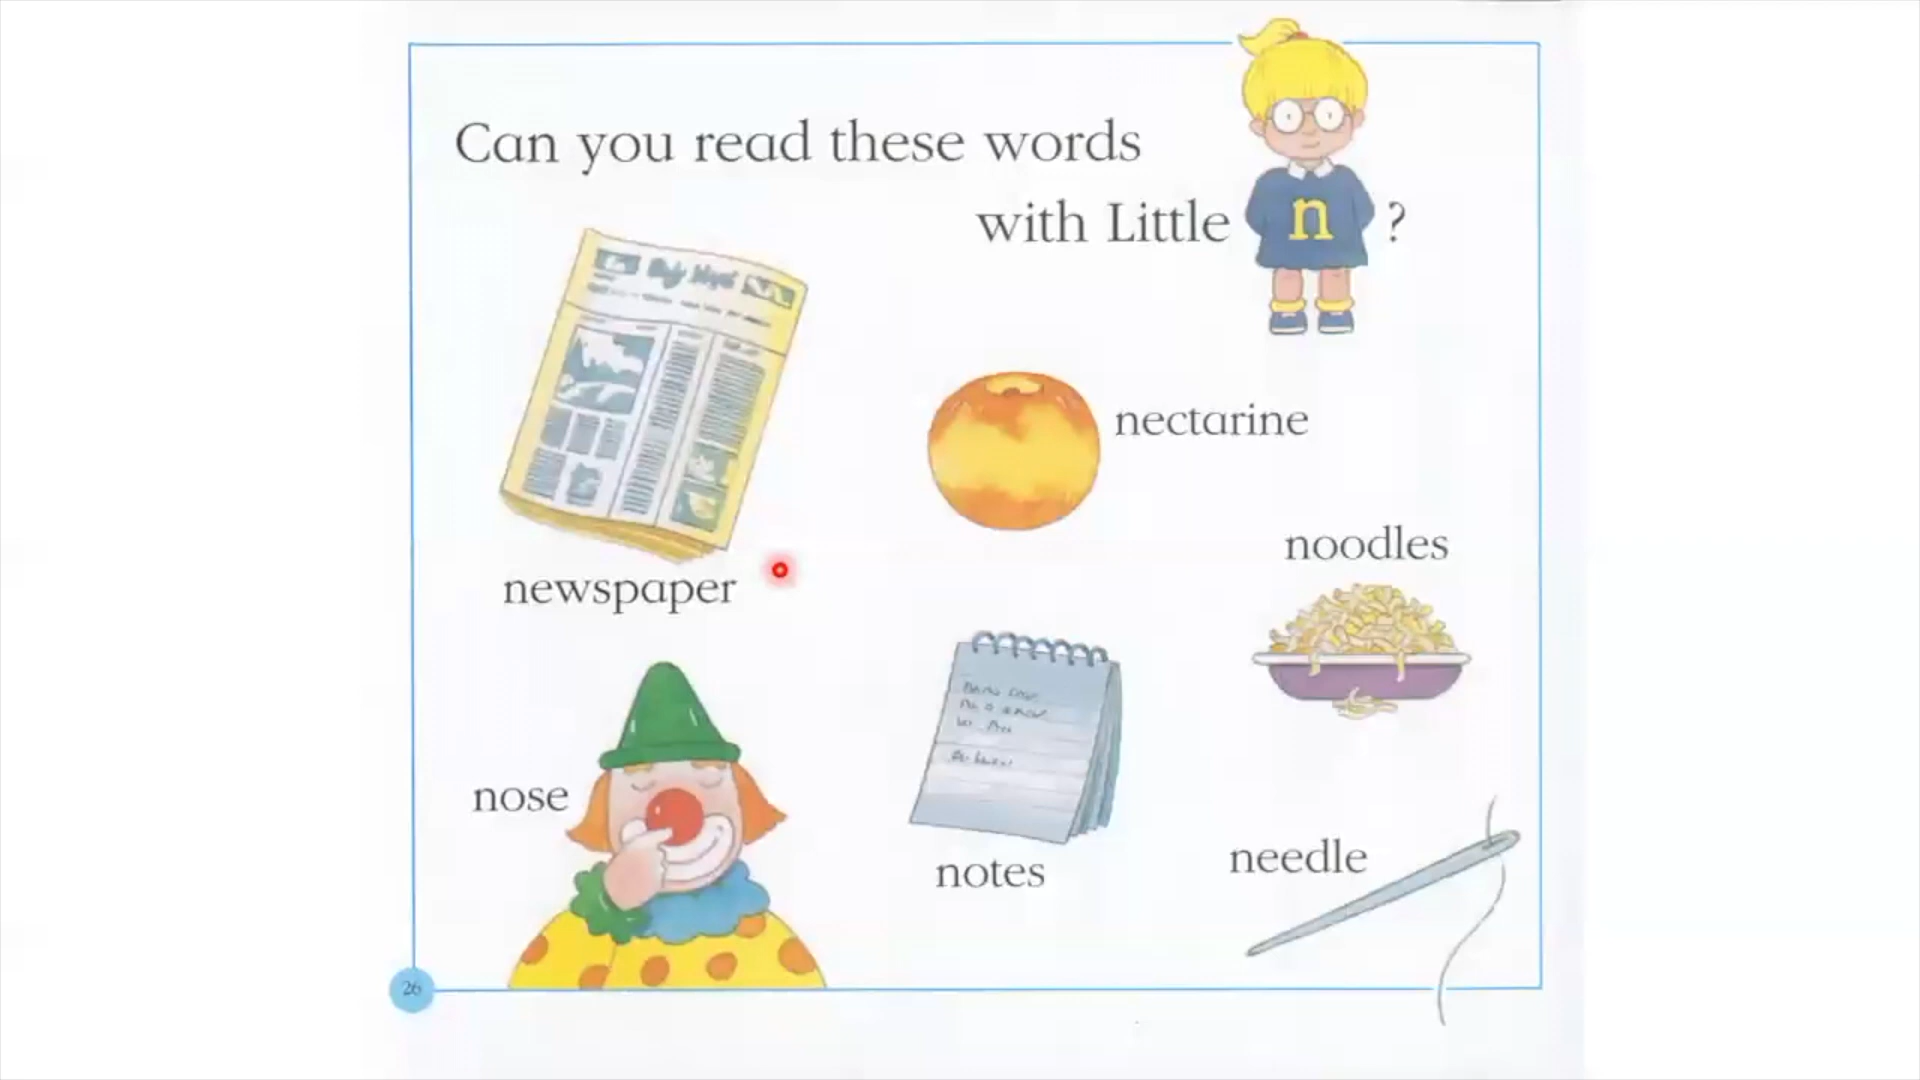 Can you read these words
with Little n ?
nectarine
noodles
newspaper
nose
notes
needle
26